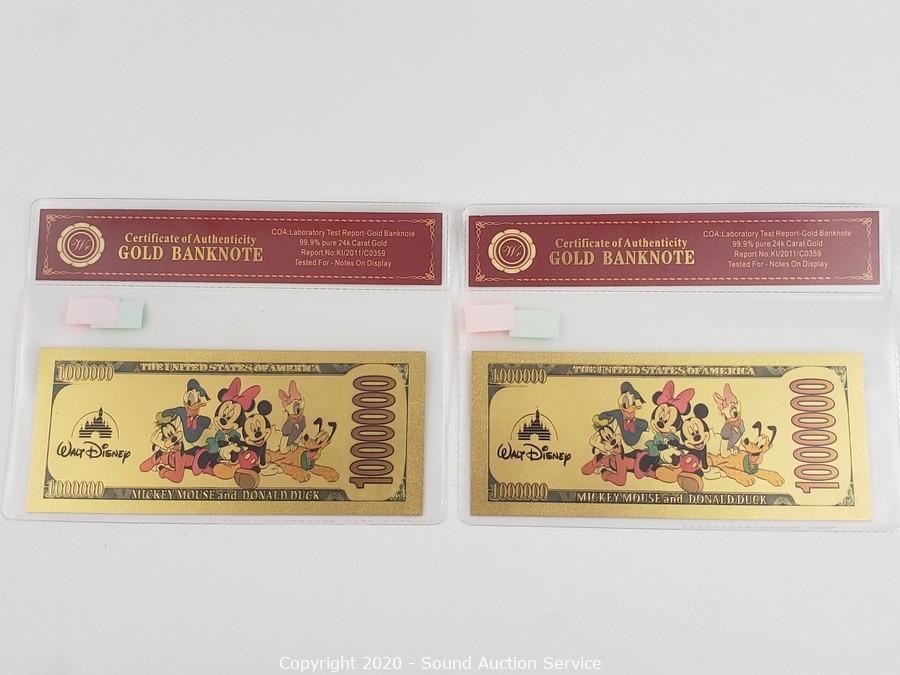 Certificate of Authenticity
GOLD BANKNOTE
COA:Laboratory Test Report-Gold Banknote
99.9% pure 24k Carat Gold
Report No:KI/2011/C0359
Tested For - Notes On Display
1000000
THE UNITED STATES OF AMERICA
WALT DISNEY
1000000
1000000
MICKEY MOUSE and DONALD DUCK
Certificate of Authenticity
GOLD BANKNOTE
COA:Laboratory Test Report-Gold Banknote
99.9% pure 24k Carat Gold
Report No:KI/2011/C0359
Tested For - Notes On Display
1000000
THE UNITED STATES OF AMERICA
WALT DISNEY
1000000
1000000
MICKEY MOUSE and DONALD DUCK
Copyright 2020 - Sound Auction Service